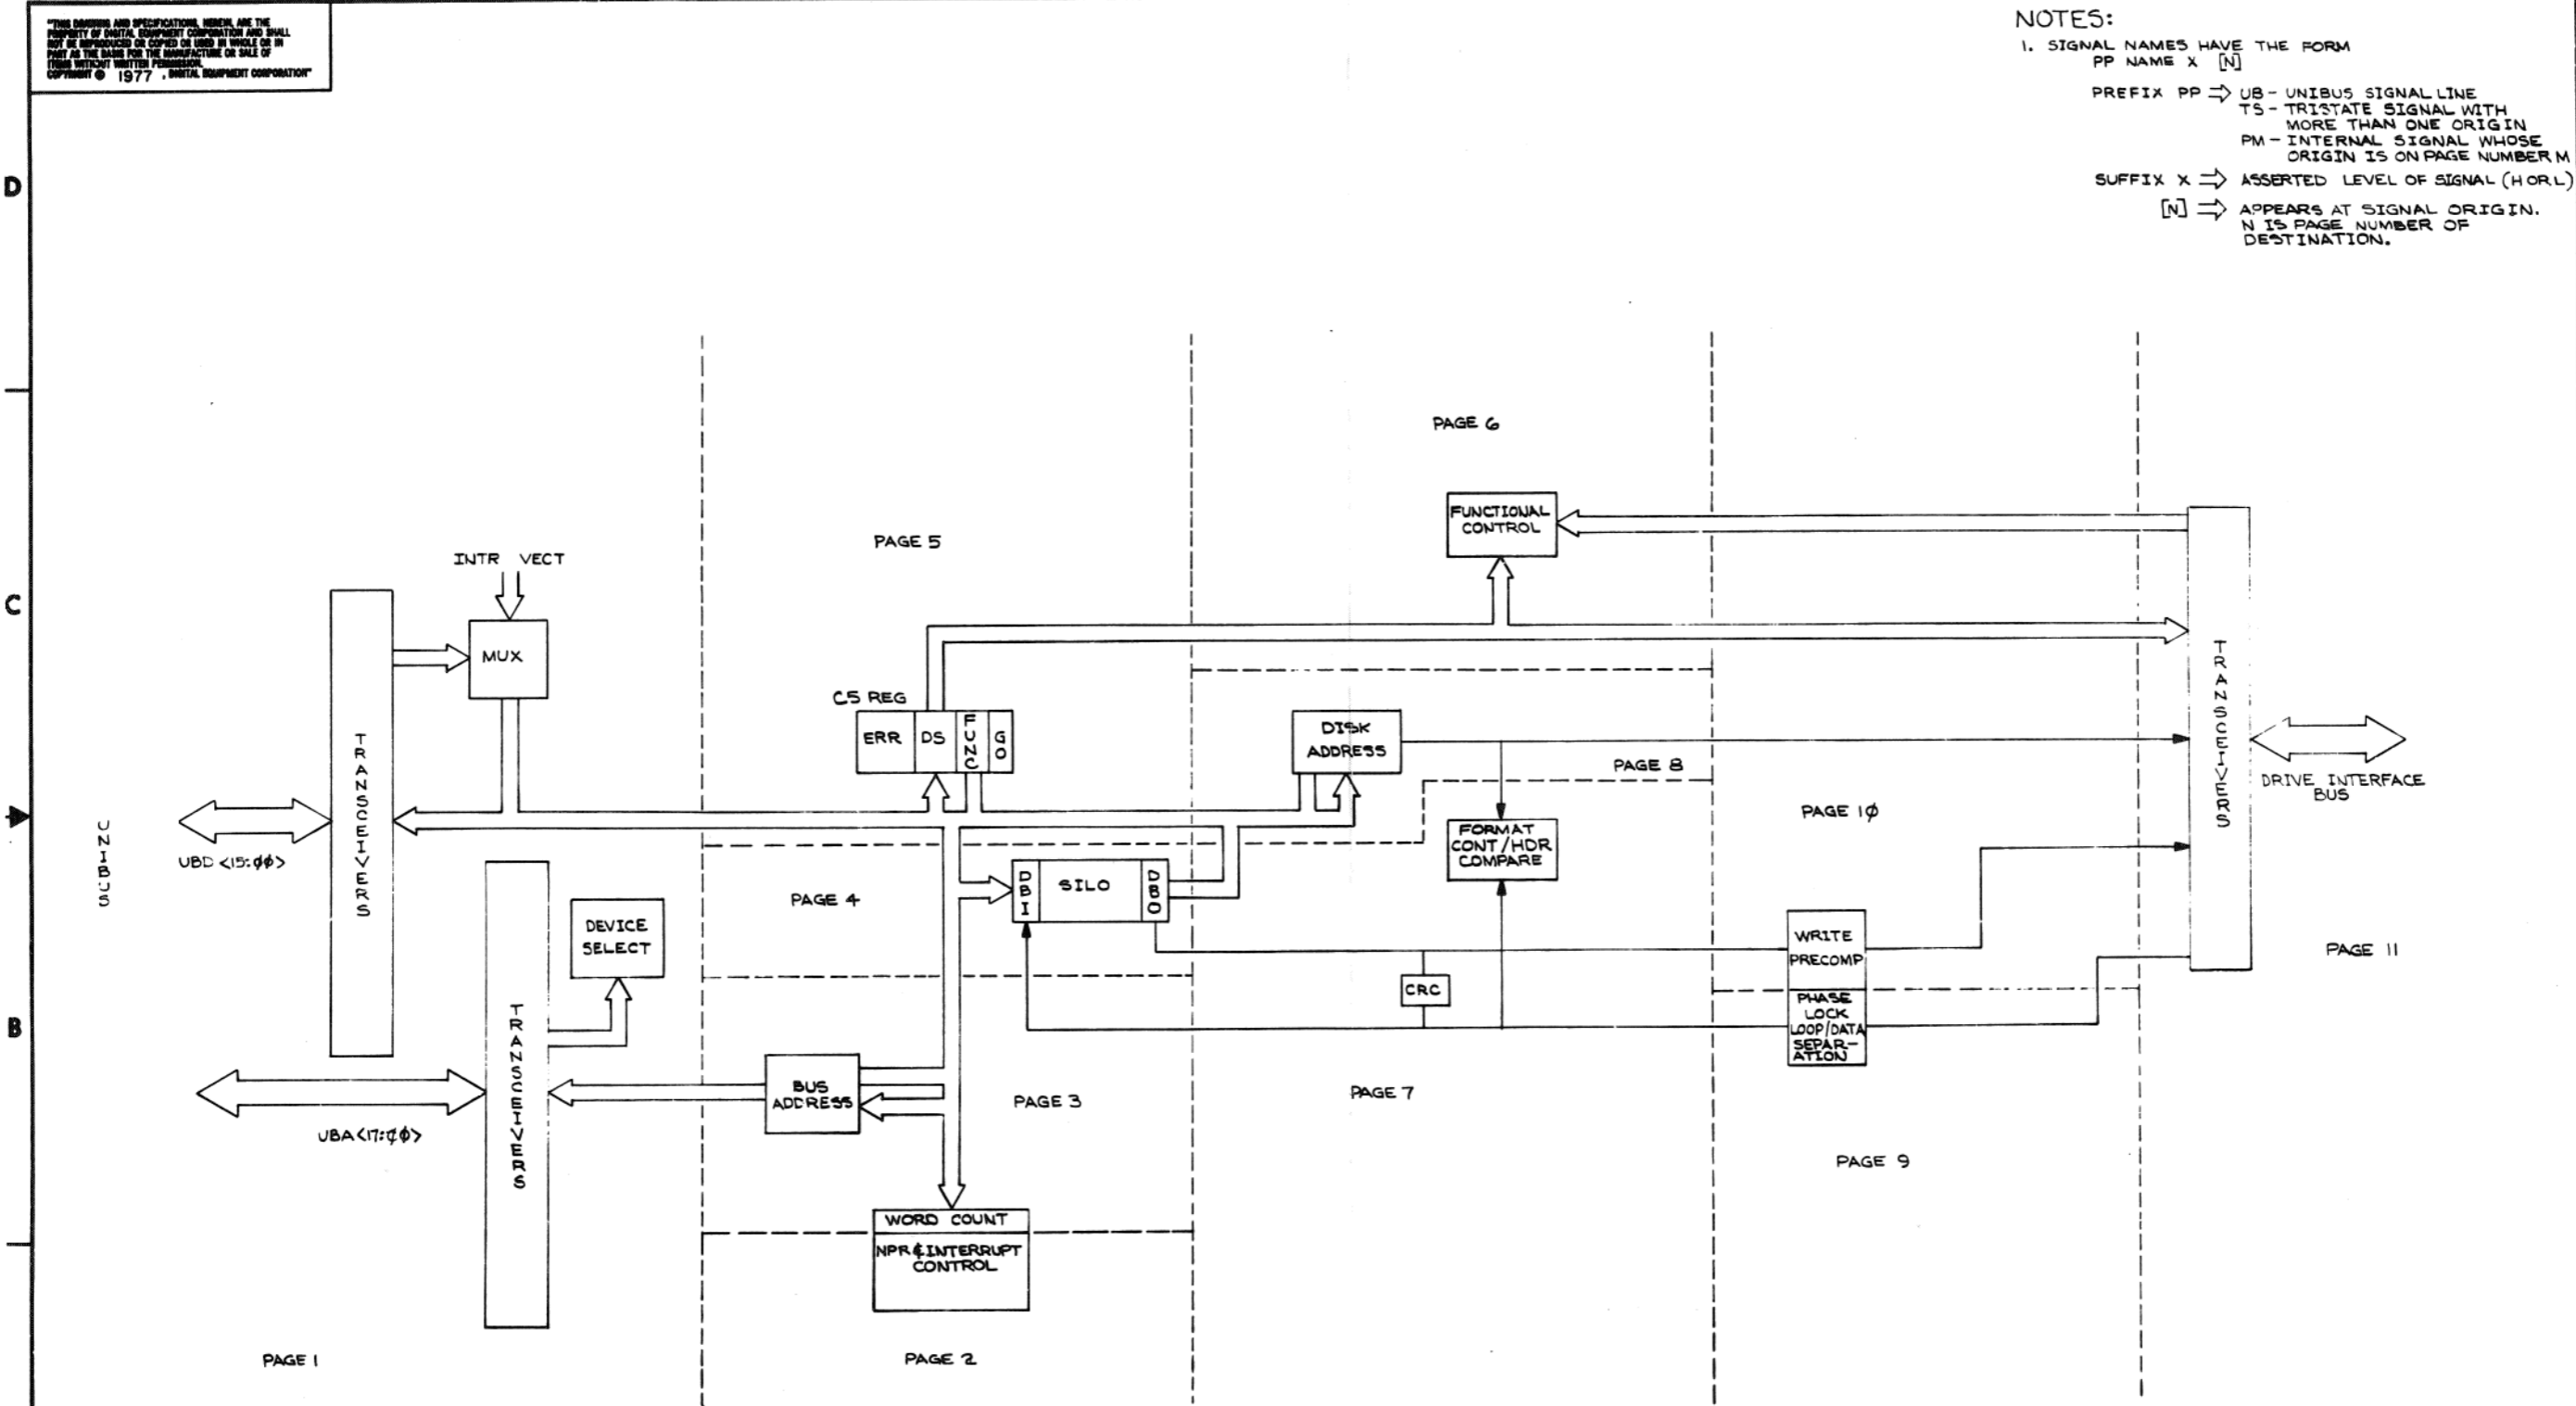 "THIS DRAWING AND SPECIFICATIONS, HEREIN, ARE THE
PROPERTY OF DIGITAL EQUIPMENT CORPORATION AND SHALL
NOT BE REPRODUCED OR COPIED OR USED IN WHOLE OR IN
PART AS THE BASIS FOR THE MANUFACTURE OR SALE OF
ITEMS WITHOUT WRITTEN PERMISSION.
COPYRIGHT © 1977 , DIGITAL EQUIPMENT CORPORATION"
NOTES:
1. SIGNAL NAMES HAVE THE FORM
PP NAME X [N]
PREFIX PP ⇒ UB - UNIBUS SIGNAL LINE
TS - TRISTATE SIGNAL WITH
MORE THAN ONE ORIGIN
PM - INTERNAL SIGNAL WHOSE
ORIGIN IS ON PAGE NUMBER M
SUFFIX X ⇒ ASSERTED LEVEL OF SIGNAL (H OR L)
[N] ⇒ APPEARS AT SIGNAL ORIGIN.
N IS PAGE NUMBER OF
DESTINATION.
D
C
B
PAGE 6
FUNCTIONAL
CONTROL
PAGE 5
INTR VECT
MUX
CS REG
ERR DS FUNC GO
DISK
ADDRESS
PAGE 8
TRANSCEIVERS
TRANSCEIVERS
DRIVE INTERFACE
BUS
PAGE 1Ø
UNIBUS
UBD <15:ØØ>
FORMAT
CONT/HDR
COMPARE
PAGE 4
DBI SILO DBO
DEVICE
SELECT
WRITE
PRECOMP
PAGE 11
CRC
PHASE
LOCK
LOOP/DATA
SEPAR-
ATION
TRANSCEIVERS
BUS
ADDRESS
PAGE 3
PAGE 7
UBA <17:ØØ>
PAGE 9
WORD COUNT
NPR & INTERRUPT
CONTROL
PAGE 1
PAGE 2